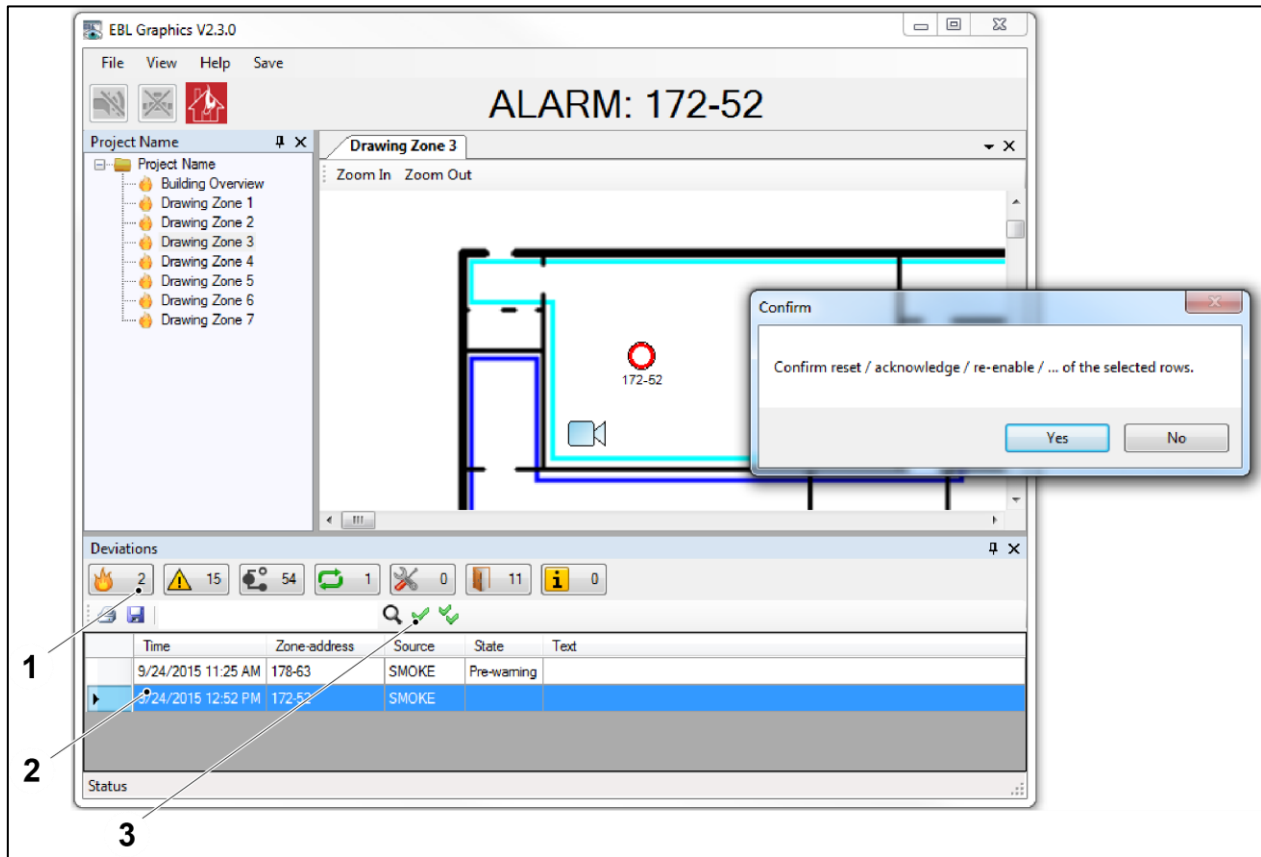 EBL Graphics V2.3.0
File View Help Save
ALARM: 172-52
Project Name
Project Name
Building Overview
Drawing Zone 1
Drawing Zone 2
Drawing Zone 3
Drawing Zone 4
Drawing Zone 5
Drawing Zone 6
Drawing Zone 7
Drawing Zone 3
Zoom In Zoom Out
172-52
Confirm
Confirm reset / acknowledge / re-enable / ... of the selected rows.
Yes No
Deviations
2 15 54 1 0 11 0
Time Zone-address Source State Text
9/24/2015 11:25 AM 178-63 SMOKE Pre-warning
9/24/2015 12:52 PM 172-52 SMOKE
Status
1
2
3